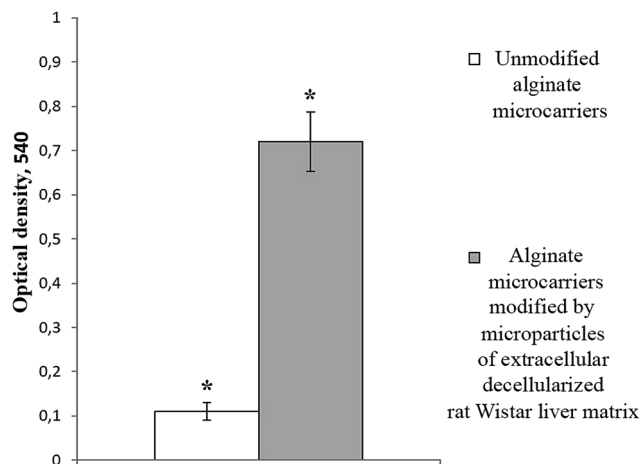 1
0,9
0,8
0,7
0,6
0,5
0,4
0,3
0,2
0,1
0
Optical density, 540
*
*
Unmodified
alginate
microcarriers
Alginate
microcarriers
modified by
microparticles
of extracellular
decellularized
rat Wistar liver matrix